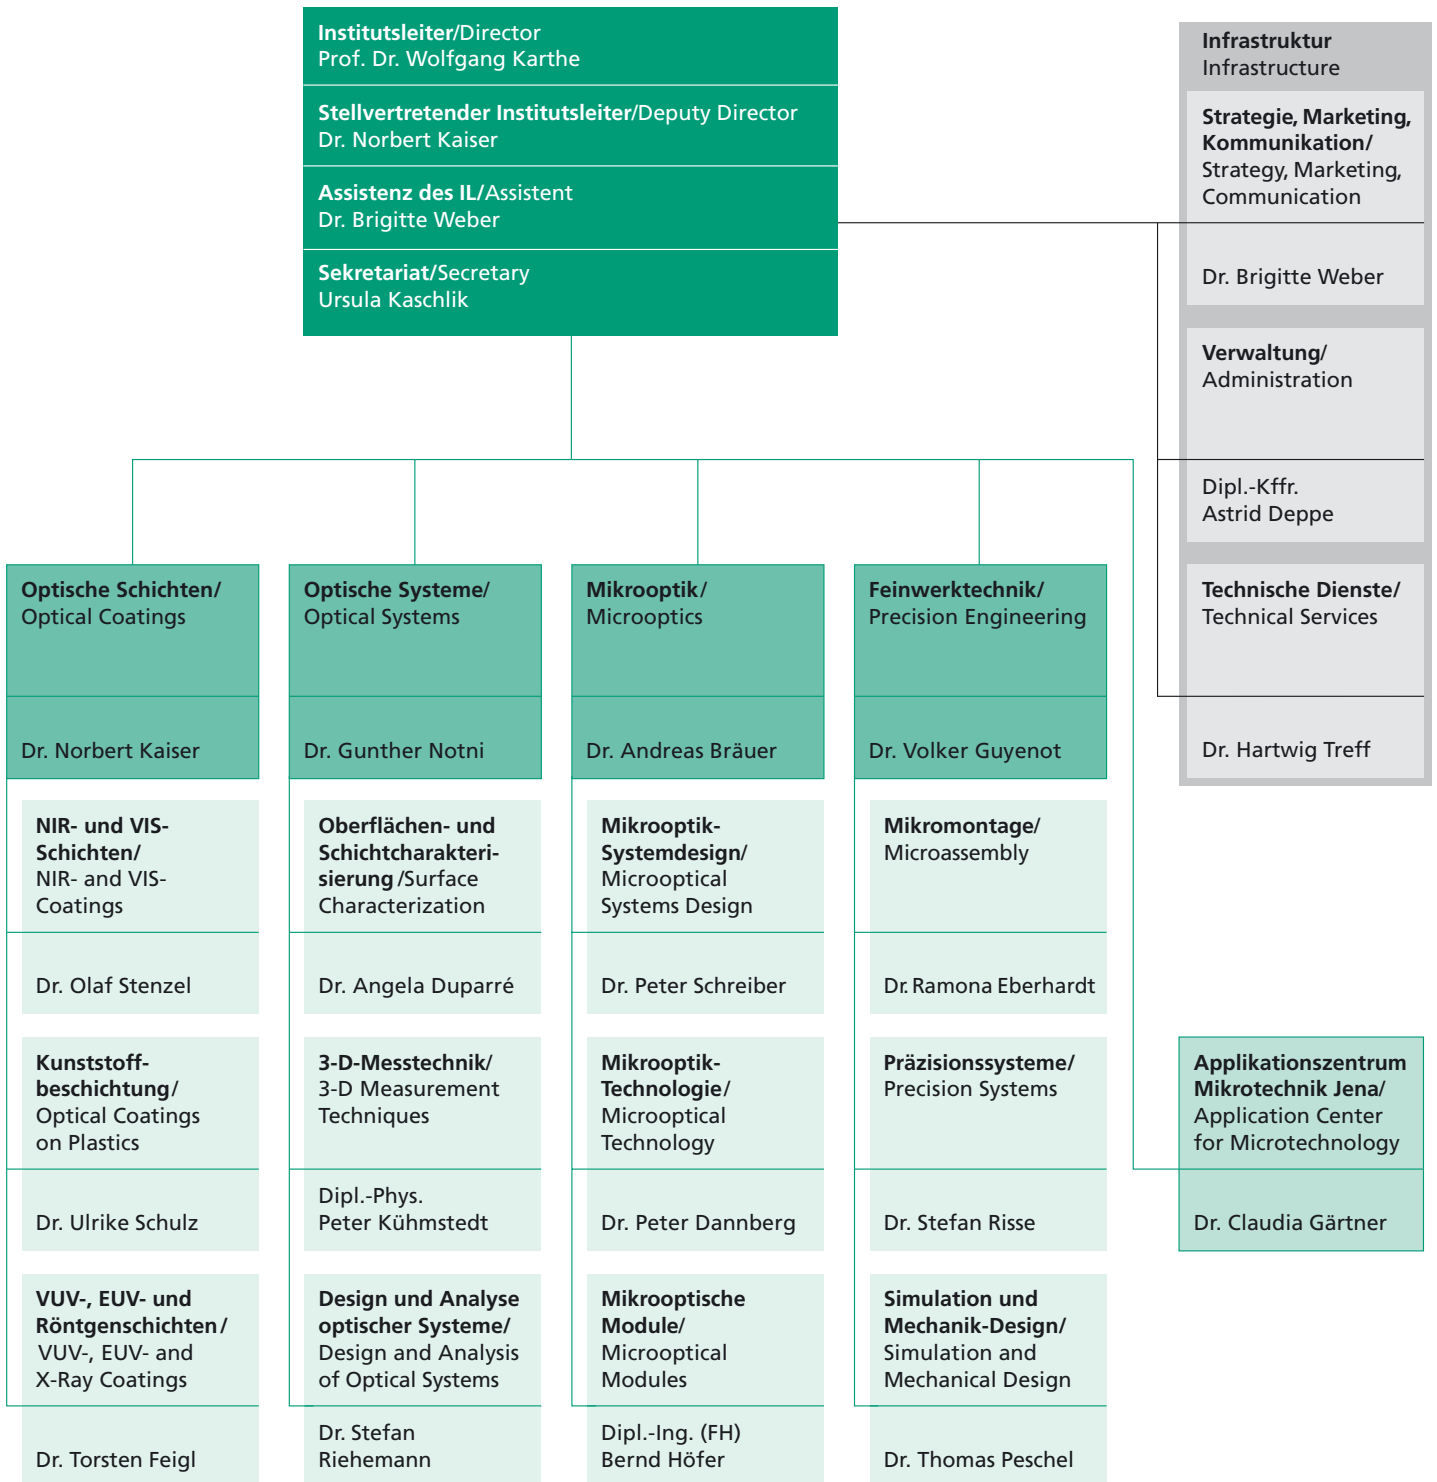 Institutsleiter/Director
Prof. Dr. Wolfgang Karthe
Stellvertretender Institutsleiter/Deputy Director
Dr. Norbert Kaiser
Assistenz des IL/Assistent
Dr. Brigitte Weber
Sekretariat/Secretary
Ursula Kaschlik
Infrastruktur
Infrastructure
Strategie, Marketing,
Kommunikation/
Strategy, Marketing,
Communication
Dr. Brigitte Weber
Verwaltung/
Administration
Dipl.-Kffr.
Astrid Deppe
Technische Dienste/
Technical Services
Dr. Hartwig Treff
Optische Schichten/
Optical Coatings
Dr. Norbert Kaiser
NIR- und VIS-
Schichten/
NIR- and VIS-
Coatings
Dr. Olaf Stenzel
Kunststoff-
beschichtung/
Optical Coatings
on Plastics
Dr. Ulrike Schulz
VUV-, EUV- und
Röntgenschichten/
VUV-, EUV- and
X-Ray Coatings
Dr. Torsten Feigl
Optische Systeme/
Optical Systems
Dr. Gunther Notni
Oberflächen- und
Schichtcharakteri-
sierung/Surface
Characterization
Dr. Angela Duparré
3-D-Messtechnik/
3-D Measurement
Techniques
Dipl.-Phys.
Peter Kühmstedt
Design und Analyse
optischer Systeme/
Design and Analysis
of Optical Systems
Dr. Stefan
Riehemann
Mikrooptik/
Microoptics
Dr. Andreas Bräuer
Mikrooptik-
Systemdesign/
Microoptical
Systems Design
Dr. Peter Schreiber
Mikrooptik-
Technologie/
Microoptical
Technology
Dr. Peter Dannberg
Mikrooptische
Module/
Microoptical
Modules
Dipl.-Ing. (FH)
Bernd Höfer
Feinwerktechnik/
Precision Engineering
Dr. Volker Guyenot
Mikromontage/
Microassembly
Dr. Ramona Eberhardt
Präzisionssysteme/
Precision Systems
Dr. Stefan Risse
Simulation und
Mechanik-Design/
Simulation and
Mechanical Design
Dr. Thomas Peschel
Applikationszentrum
Mikrotechnik Jena/
Application Center
for Microtechnology
Dr. Claudia Gärtner